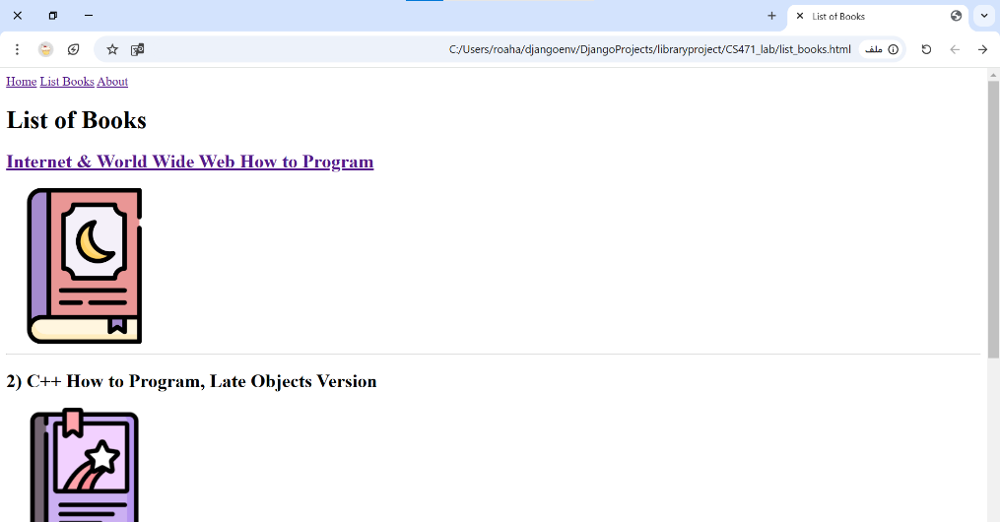 List of Books
C:/Users/roaha/djangoenv/DjangoProjects/libraryproject/CS471_lab/list_books.html ملف
Home List Books About
List of Books
Internet & World Wide Web How to Program
2) C++ How to Program, Late Objects Version